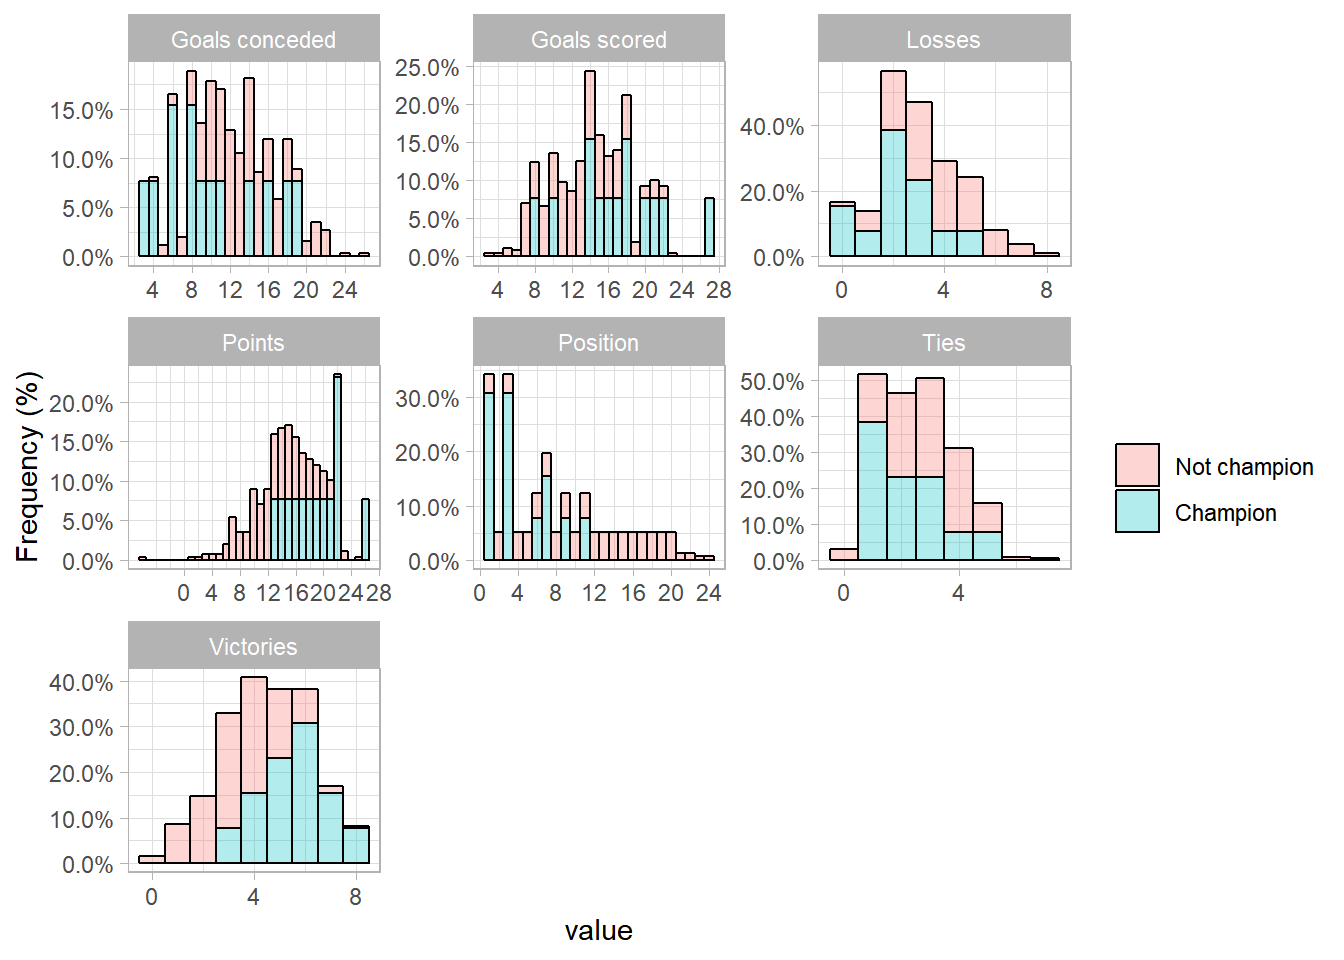 Goals conceded
Goals scored
Losses
15.0%
10.0%
5.0%
0.0%
4 8 12 16 20 24
25.0%
20.0%
15.0%
10.0%
5.0%
0.0%
4 8 12 16 20 24 28
40.0%
20.0%
0.0%
0 4 8
Points
Position
Ties
20.0%
15.0%
10.0%
5.0%
0.0%
0 4 8 12 16 20 24 28
30.0%
20.0%
10.0%
0.0%
0 4 8 12 16 20 24
50.0%
40.0%
30.0%
20.0%
10.0%
0.0%
0 4
Victories
40.0%
30.0%
20.0%
10.0%
0.0%
0 4 8
Frequency (%)
value
Not champion
Champion